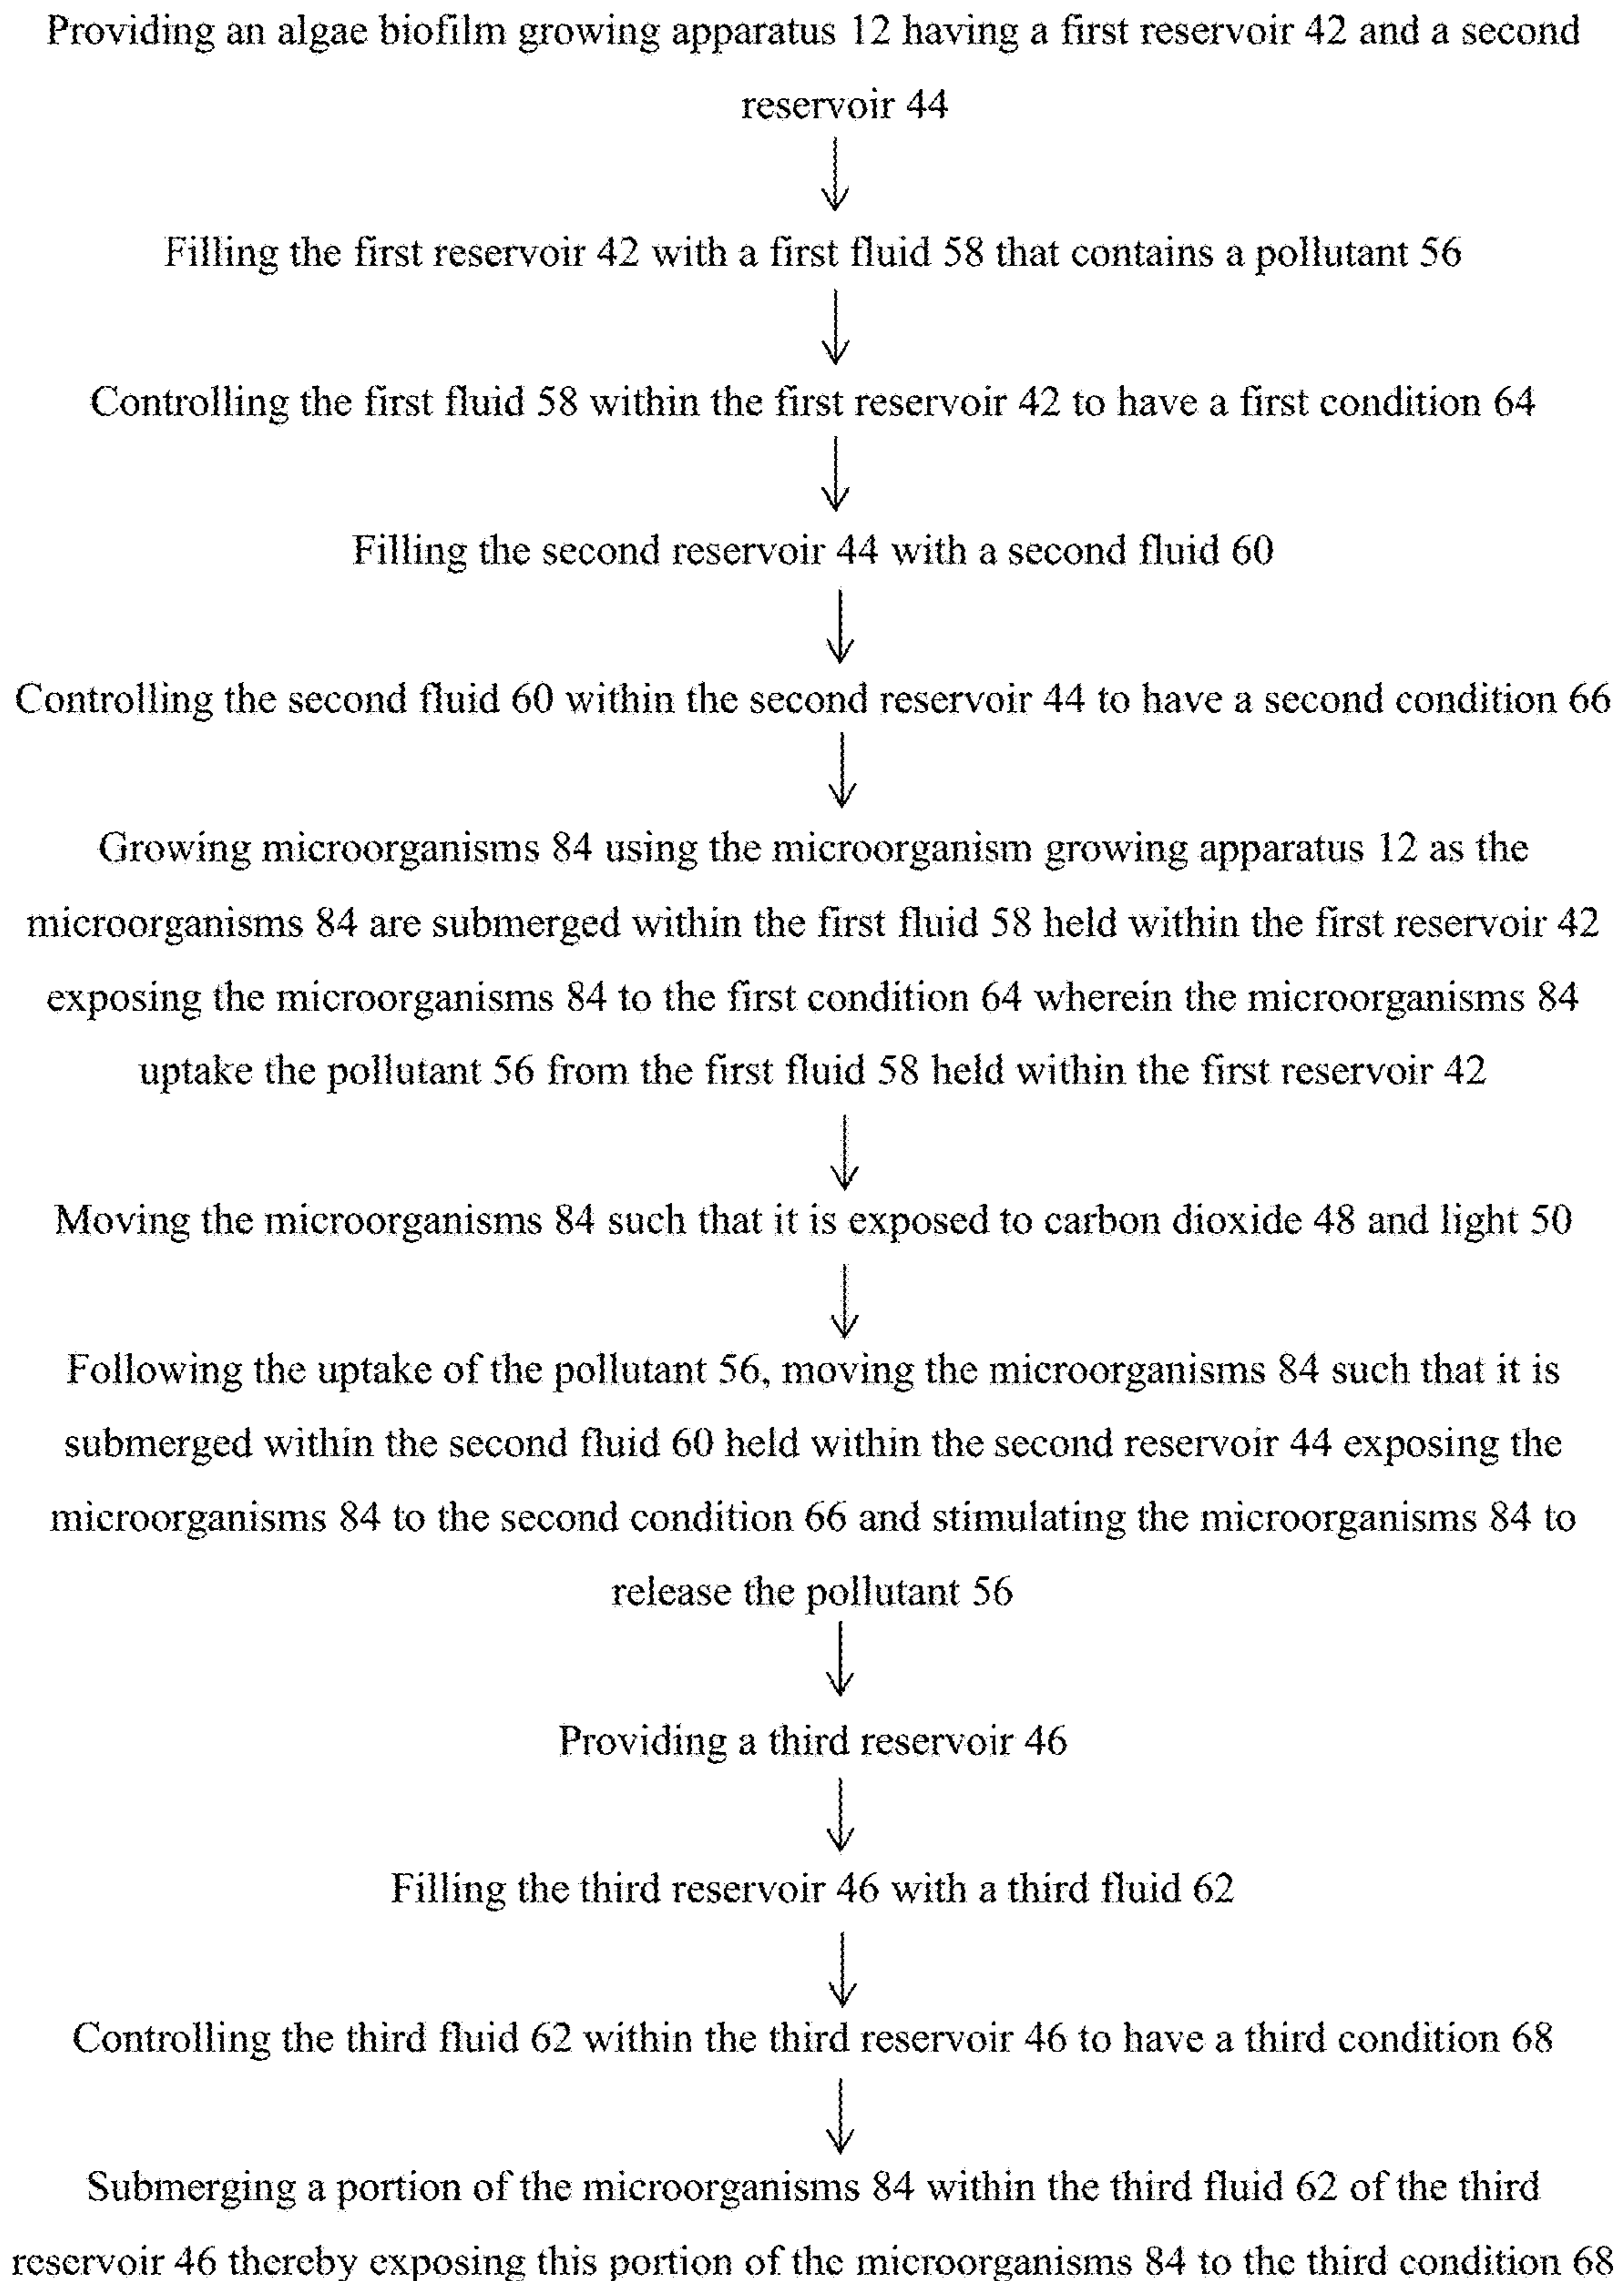 Providing an algae biofilm growing apparatus 12 having a first reservoir 42 and a second
reservoir 44
Filling the first reservoir 42 with a first fluid 58 that contains a pollutant 56
Controlling the first fluid 58 within the first reservoir 42 to have a first condition 64
Filling the second reservoir 44 with a second fluid 60
Controlling the second fluid 60 within the second reservoir 44 to have a second condition 66
Growing microorganisms 84 using the microorganism growing apparatus 12 as the
microorganisms 84 are submerged within the first fluid 58 held within the first reservoir 42
exposing the microorganisms 84 to the first condition 64 wherein the microorganisms 84
uptake the pollutant 56 from the first fluid 58 held within the first reservoir 42
Moving the microorganisms 84 such that it is exposed to carbon dioxide 48 and light 50
Following the uptake of the pollutant 56, moving the microorganisms 84 such that it is
submerged within the second fluid 60 held within the second reservoir 44 exposing the
microorganisms 84 to the second condition 66 and stimulating the microorganisms 84 to
release the pollutant 56
Providing a third reservoir 46
Filling the third reservoir 46 with a third fluid 62
Controlling the third fluid 62 within the third reservoir 46 to have a third condition 68
Submerging a portion of the microorganisms 84 within the third fluid 62 of the third
reservoir 46 thereby exposing this portion of the microorganisms 84 to the third condition 68